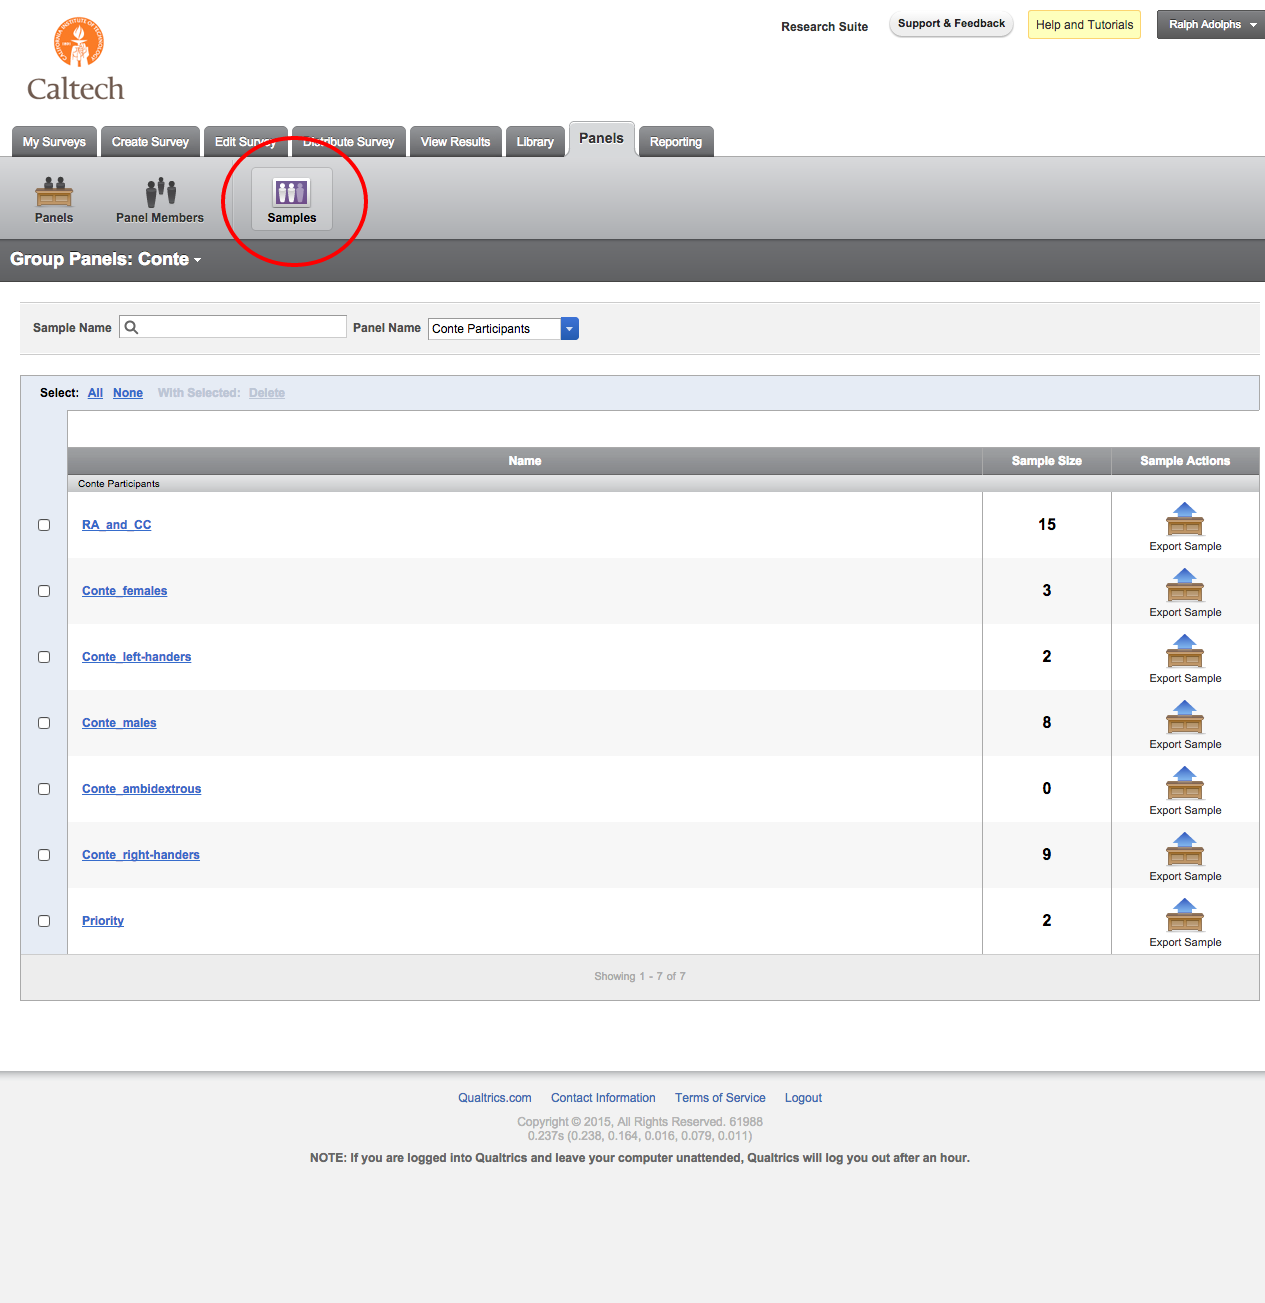 Research Suite
Support & Feedback
Help and Tutorials
Ralph Adolphs
Caltech
My Surveys
Create Survey
Edit Survey
Distribute Survey
View Results
Library
Panels
Reporting
Panels
Panel Members
Samples
Group Panels: Conte
Sample Name
Panel Name
Conte Participants
Select: All None With Selected: Delete
Name
Sample Size
Sample Actions
Conte Participants
RA_and_CC
15
Export Sample
Conte_females
3
Export Sample
Conte_left-handers
2
Export Sample
Conte_males
8
Export Sample
Conte_ambidextrous
0
Export Sample
Conte_right-handers
9
Export Sample
Priority
2
Export Sample
Showing 1 - 7 of 7
Qualtrics.com
Contact Information
Terms of Service
Logout
Copyright © 2015, All Rights Reserved. 61988
0.237s (0.238, 0.164, 0.016, 0.079, 0.011)
NOTE: If you are logged into Qualtrics and leave your computer unattended, Qualtrics will log you out after an hour.